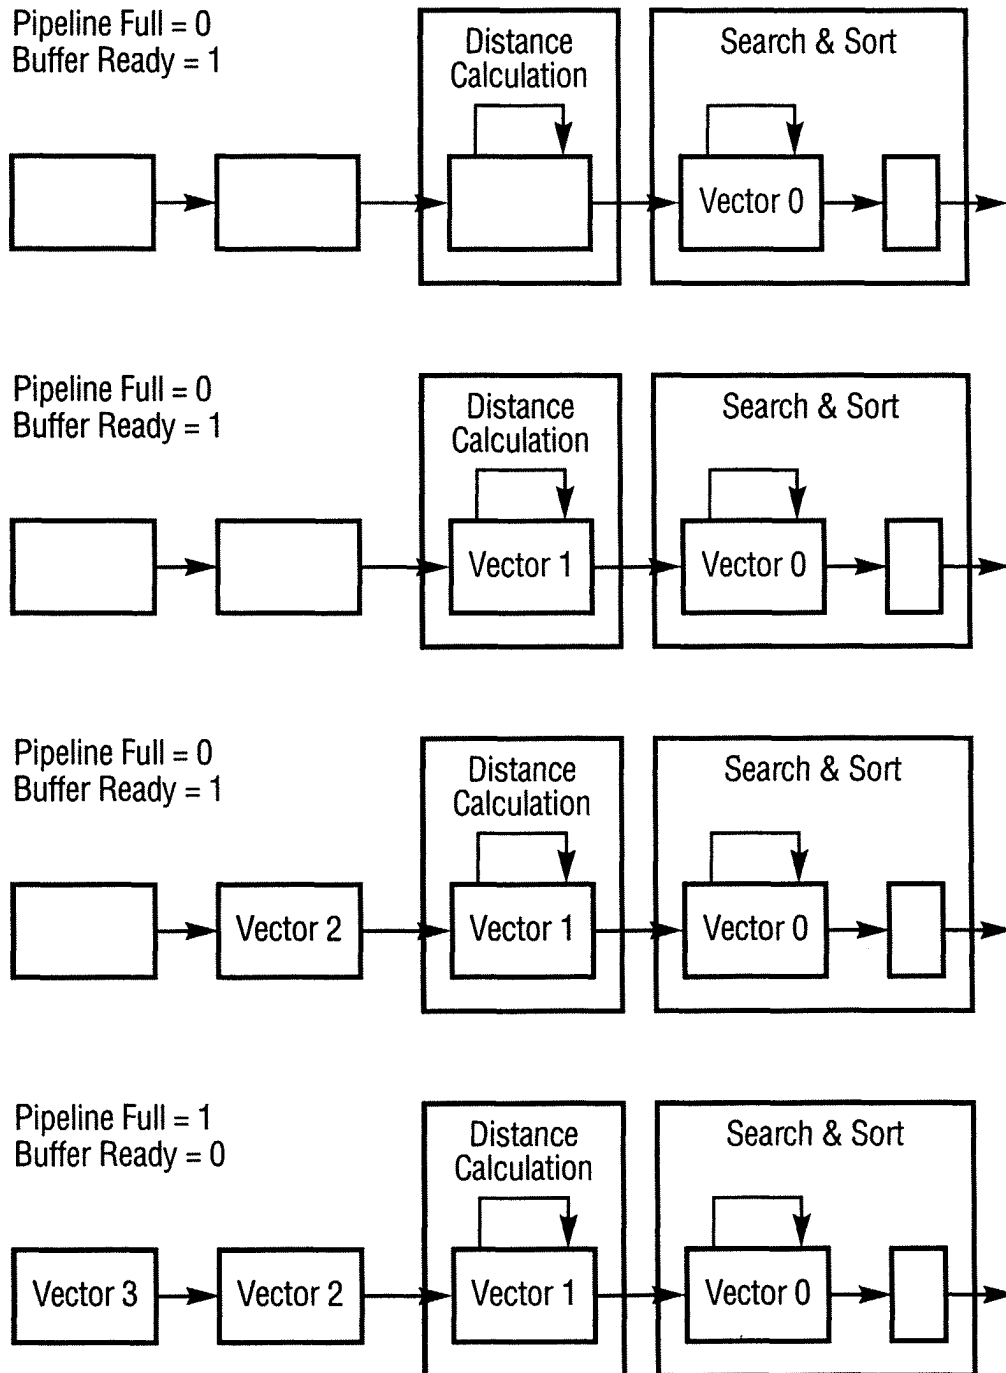 Pipeline Full = 0
Buffer Ready = 1
Distance
Calculation
Search & Sort
Vector 0
Pipeline Full = 0
Buffer Ready = 1
Distance
Calculation
Search & Sort
Vector 1
Vector 0
Pipeline Full = 0
Buffer Ready = 1
Distance
Calculation
Search & Sort
Vector 2
Vector 1
Vector 0
Pipeline Full = 1
Buffer Ready = 0
Distance
Calculation
Search & Sort
Vector 3
Vector 2
Vector 1
Vector 0